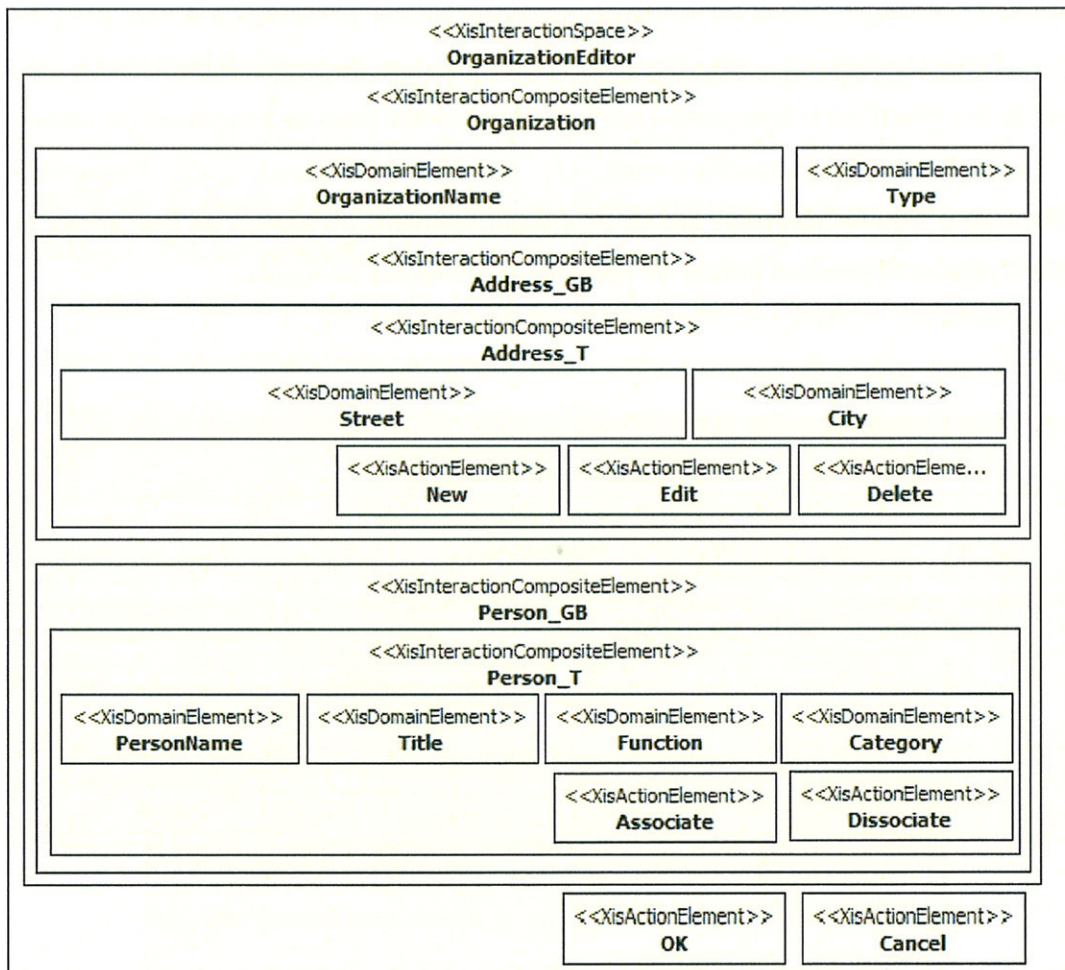 <<XisInteractionSpace>>
OrganizationEditor
<<XisInteractionCompositeElement>>
Organization
<<XisDomainElement>> <<XisDomainElement>>
OrganizationName Type
<<XisInteractionCompositeElement>>
Address_GB
<<XisInteractionCompositeElement>>
Address_T
<<XisDomainElement>> <<XisDomainElement>>
Street City
<<XisActionElement>> <<XisActionElement>> <<XisActionEleme...
New Edit Delete
<<XisInteractionCompositeElement>>
Person_GB
<<XisInteractionCompositeElement>>
Person_T
<<XisDomainElement>> <<XisDomainElement>> <<XisDomainElement>> <<XisDomainElement>>
PersonName Title Function Category
<<XisActionElement>> <<XisActionElement>>
Associate Dissociate
<<XisActionElement>> <<XisActionElement>>
OK Cancel